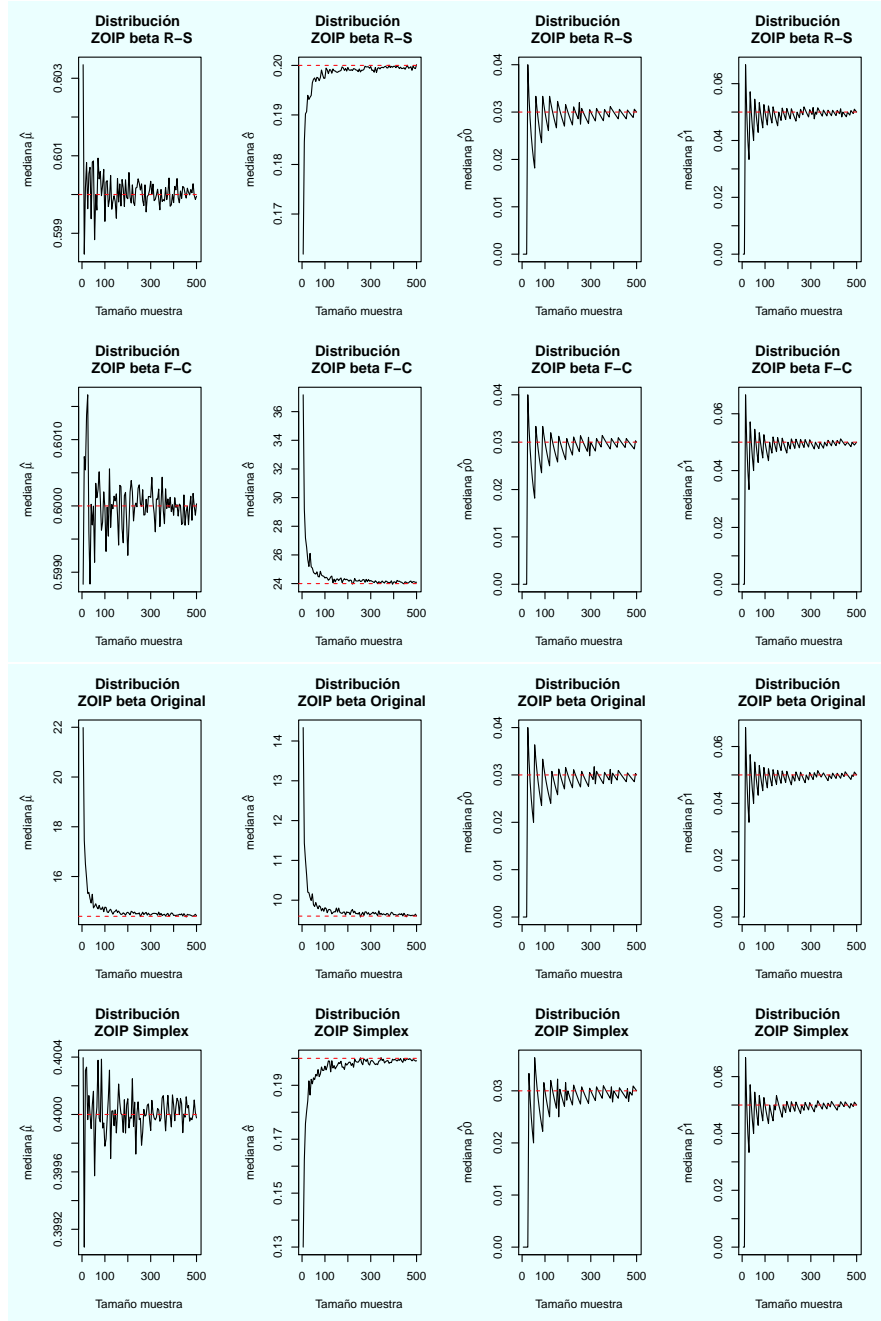 Distribución
ZOIP beta R−S
mediana μ̂
0.599 0.601 0.603
0 100 300 500
Tamaño muestra
Distribución
ZOIP beta R−S
mediana σ̂
0.17 0.18 0.19 0.20
0 100 300 500
Tamaño muestra
Distribución
ZOIP beta R−S
mediana p̂0
0.00 0.01 0.02 0.03 0.04
0 100 300 500
Tamaño muestra
Distribución
ZOIP beta R−S
mediana p̂1
0.00 0.02 0.04 0.06
0 100 300 500
Tamaño muestra
Distribución
ZOIP beta F−C
mediana μ̂
0.5990 0.6000 0.6010
0 100 300 500
Tamaño muestra
Distribución
ZOIP beta F−C
mediana σ̂
24 26 28 30 32 34 36
0 100 300 500
Tamaño muestra
Distribución
ZOIP beta F−C
mediana p̂0
0.00 0.01 0.02 0.03 0.04
0 100 300 500
Tamaño muestra
Distribución
ZOIP beta F−C
mediana p̂1
0.00 0.02 0.04 0.06
0 100 300 500
Tamaño muestra
Distribución
ZOIP beta Original
mediana μ̂
16 18 20 22
0 100 300 500
Tamaño muestra
Distribución
ZOIP beta Original
mediana σ̂
10 11 12 13 14
0 100 300 500
Tamaño muestra
Distribución
ZOIP beta Original
mediana p̂0
0.00 0.01 0.02 0.03 0.04
0 100 300 500
Tamaño muestra
Distribución
ZOIP beta Original
mediana p̂1
0.00 0.02 0.04 0.06
0 100 300 500
Tamaño muestra
Distribución
ZOIP Simplex
mediana μ̂
0.3992 0.3996 0.4000 0.4004
0 100 300 500
Tamaño muestra
Distribución
ZOIP Simplex
mediana σ̂
0.13 0.15 0.17 0.19
0 100 300 500
Tamaño muestra
Distribución
ZOIP Simplex
mediana p̂0
0.00 0.01 0.02 0.03
0 100 300 500
Tamaño muestra
Distribución
ZOIP Simplex
mediana p̂1
0.00 0.02 0.04 0.06
0 100 300 500
Tamaño muestra